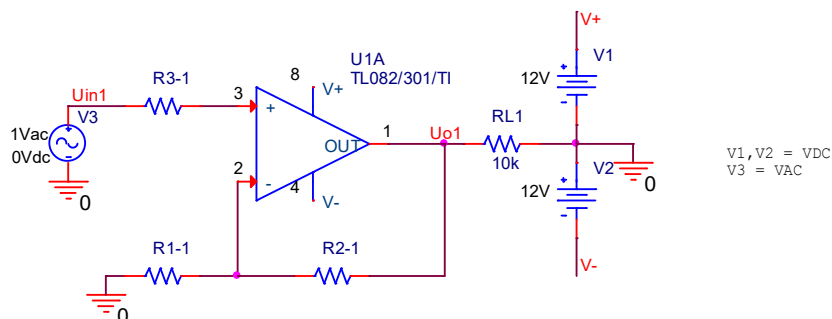 V+
U1A
TL082/301/TI
V1
Uin1
R3-1
8
V+
12V
3
+
RL1
V3
1Vac
0Vdc
OUT
1
Uo1
10k
V1,V2 = VDC
V3 = VAC
2
-
4
V-
V2
12V
0
0
R1-1
R2-1
V-
0